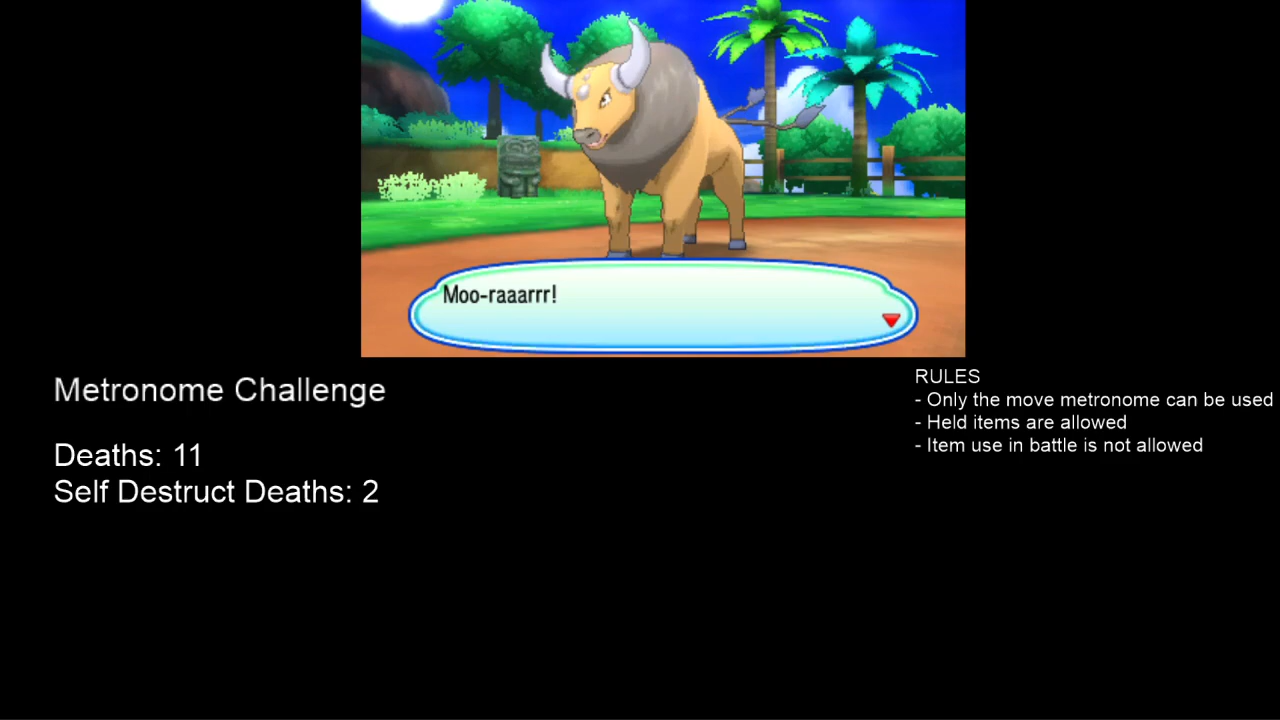 Moo-raaarrr!
Metronome Challenge
Deaths: 11
Self Destruct Deaths: 2
RULES
- Only the move metronome can be used
- Held items are allowed
- Item use in battle is not allowed